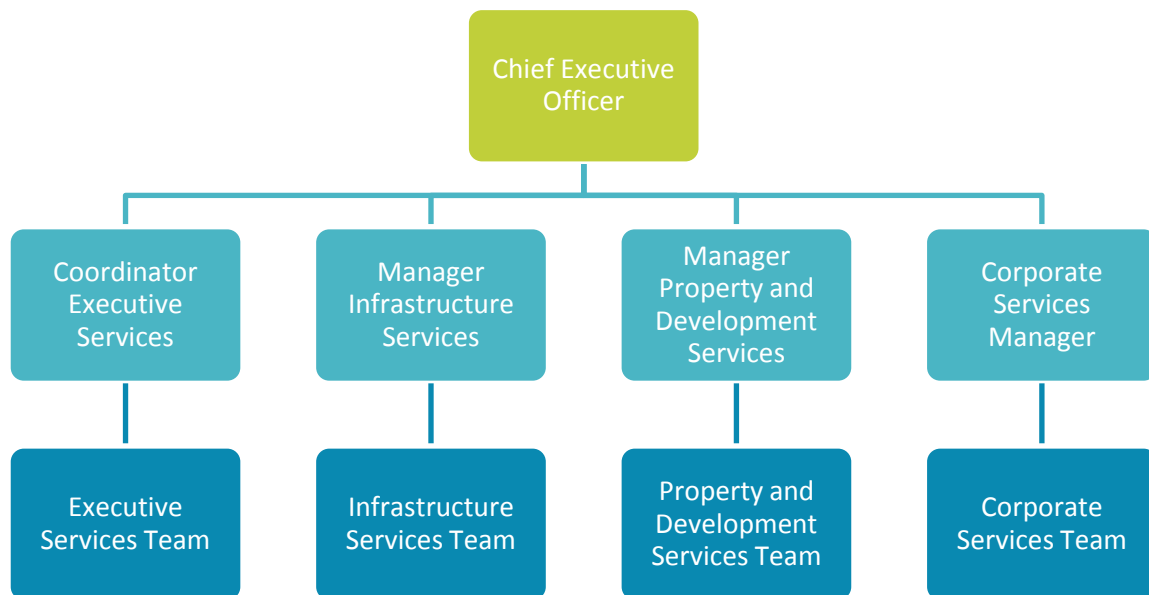 Chief Executive
Officer
Coordinator
Executive
Services
Manager
Infrastructure
Services
Manager
Property and
Development
Services
Corporate
Services
Manager
Executive
Services Team
Infrastructure
Services Team
Property and
Development
Services Team
Corporate
Services Team